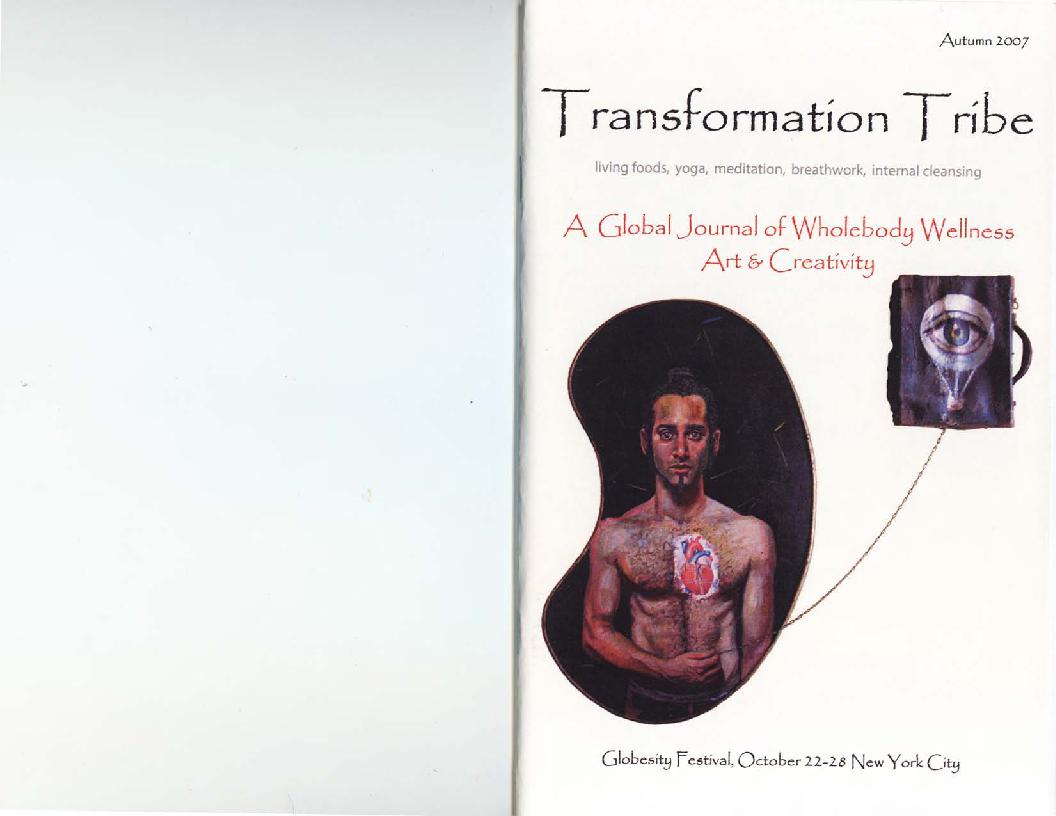 Autumn 2007
Transformation Tribe
living foods, yoga, meditation, breathwork, internal cleansing
A Global Journal of Wholebody Wellness
Art & Creativity
Globesity Festival, October 22-28 New York City